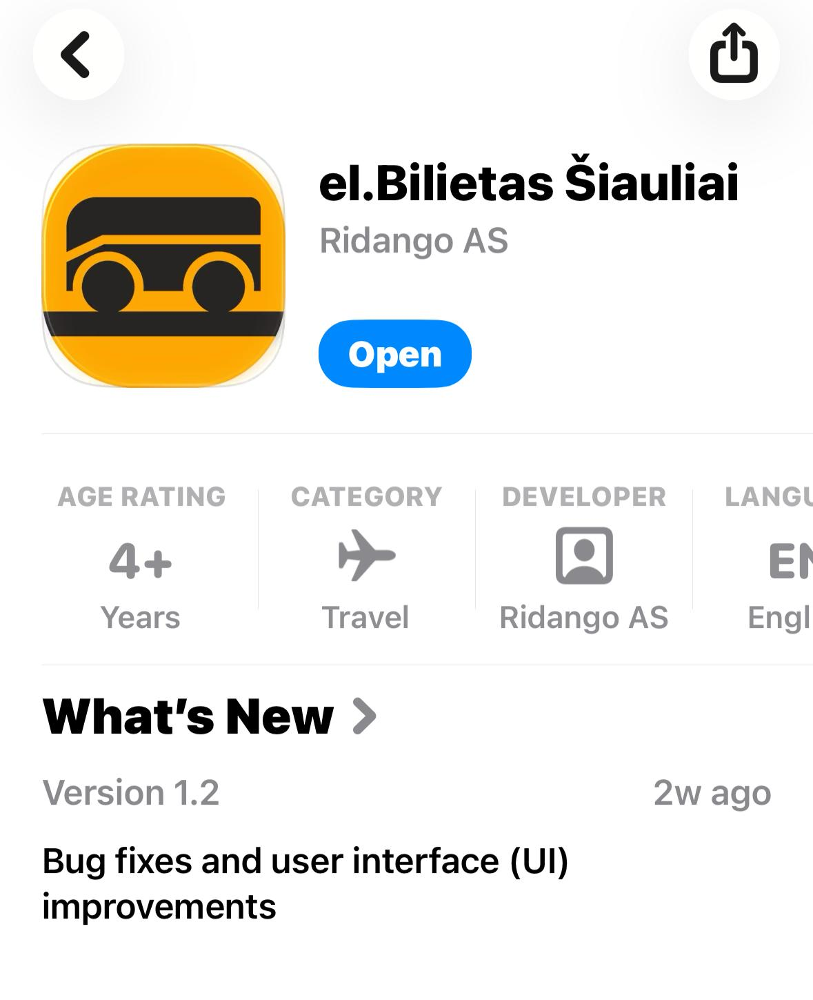 el.Bilietas Šiauliai
Ridango AS
Open
AGE RATING
4+
Years
CATEGORY
Travel
DEVELOPER
Ridango AS
What’s New
Version 1.2
2w ago
Bug fixes and user interface (UI)
improvements